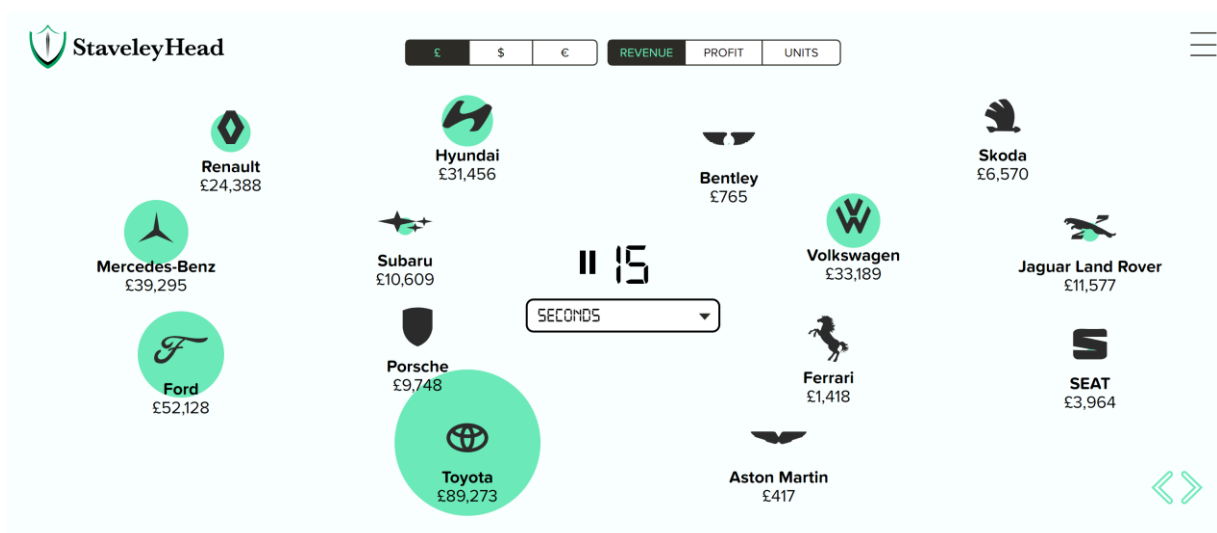 StaveleyHead
£ $ € REVENUE PROFIT UNITS
Renault
£24,388
Hyundai
£31,456
Bentley
£765
Skoda
£6,570
Mercedes-Benz
£39,295
Subaru
£10,609
15
SECONDS
Volkswagen
£33,189
Jaguar Land Rover
£11,577
Ford
£52,128
Porsche
£9,748
Ferrari
£1,418
SEAT
£3,964
Toyota
£89,273
Aston Martin
£417